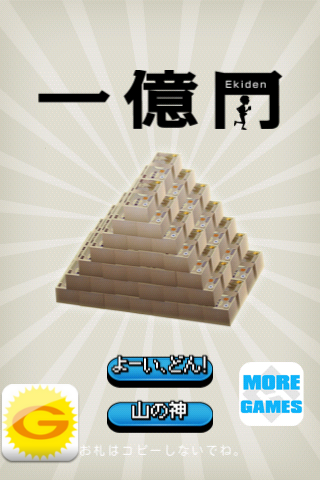 一億円
Ekiden
よーい、どん!
山の神
MORE
GAMES
G
お札はコピーしないでね。